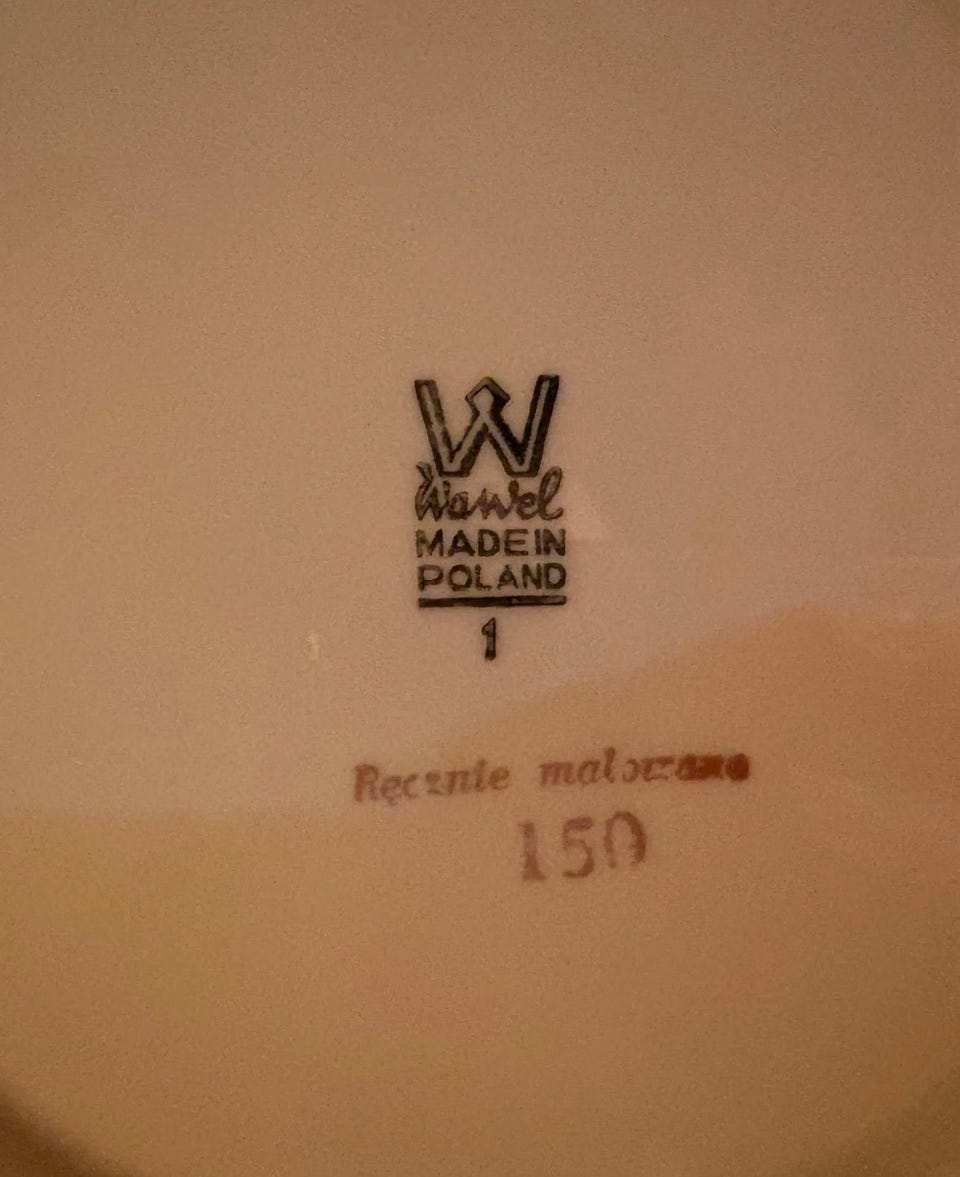 W
Wawel
MADE IN
POLAND
1
Ręcznie malowane
150